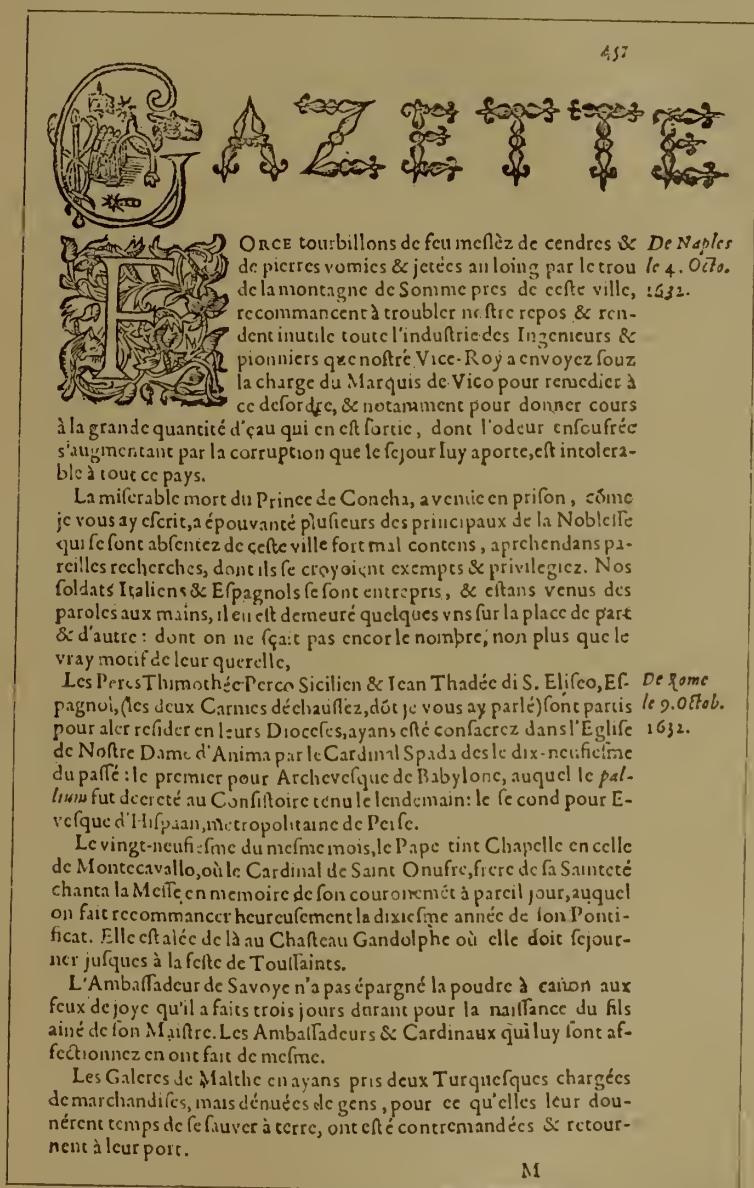 457
GAZETTE
FORCE tourbillons de feu meslèz de cendres & De Naples
de pierres vomies & jetées au loing par le trou le 4. Octo.
de la montagne de Somme pres de ceste ville, 1632.
recommancent à troubler nostre repos & ren-
dent inutile toute l'industrie des Ingenieurs &
pionniers que nostre Vice-Roy a envoyez souz
la charge du Marquis de Vico pour remedier à
ce desordre, & notamment pour donner cours
à la grande quantité d'eau qui en est sortie, dont l'odeur ensoufrée
s'augmentant par la corruption que le sejour luy aporte, est intolera-
ble à tout ce pays.
La miserable mort du Prince de Concha, avenüe en prison, cõme
je vous ay escrit, a épouvanté plusieurs des principaux de la Noblesse
qui se sont absentez de ceste ville fort mal contens, aprehendans pa-
reilles recherches, dont ils se croyoient exempts & privilegiez. Nos
soldats Italiens & Espagnols se sont entrepris, & estans venus des
paroles aux mains, il en est demeuré quelques vns sur la place de part
& d'autre: dont on ne sçait pas encor le nombre, non plus que le
vray motif de leur querelle,
Les Peres Thimothée Perco Sicilien & Iean Thadée di S. Eliseo, Es- De Rome
pagnol, (les deux Carmes déchaussez, dõt je vous ay parlé) sont partis le 9. Octob.
pour aler resider en leurs Dioceses, ayans esté consacrez dans l'Eglise 1632.
de Nostre Dame d'Anima par le Cardinal Spada des le dix-neufiesme
du passé: le premier pour Archevesque de Babylone, auquel le pal-
lium fut decreté au Consistoire tenu le lendemain: le second pour E-
vesque d'Hispaan, metropolitaine de Perse.
Le vingt-neufiesme du mesme mois, le Pape tint Chapelle en celle
de Montecavallo, où le Cardinal de Saint Onufre, frere de sa Sainteté
chanta la Messe en memoire de son couronemét à pareil jour, auquel
on fait recommancer heureusement la dixiesme année de son Ponti-
ficat. Elle est alée de là au Chasteau Gandolphe où elle doit sejour-
ner jusques à la feste de Toussaints.
L'Ambassadeur de Savoye n'a pas épargné la poudre à canon aux
feux de joye qu'il a faits trois jours durant pour la naissance du fils
ainé de son Maistre. Les Ambassadeurs & Cardinaux qui luy sont af-
fectionnez en ont fait de mesme.
Les Galeres de Malthe en ayans pris deux Turquesques chargées
de marchandises, mais dénuées de gens, pour ce qu'elles leur don-
nérent temps de se sauver à terre, ont esté contremandées & retour-
nent à leur port.
M